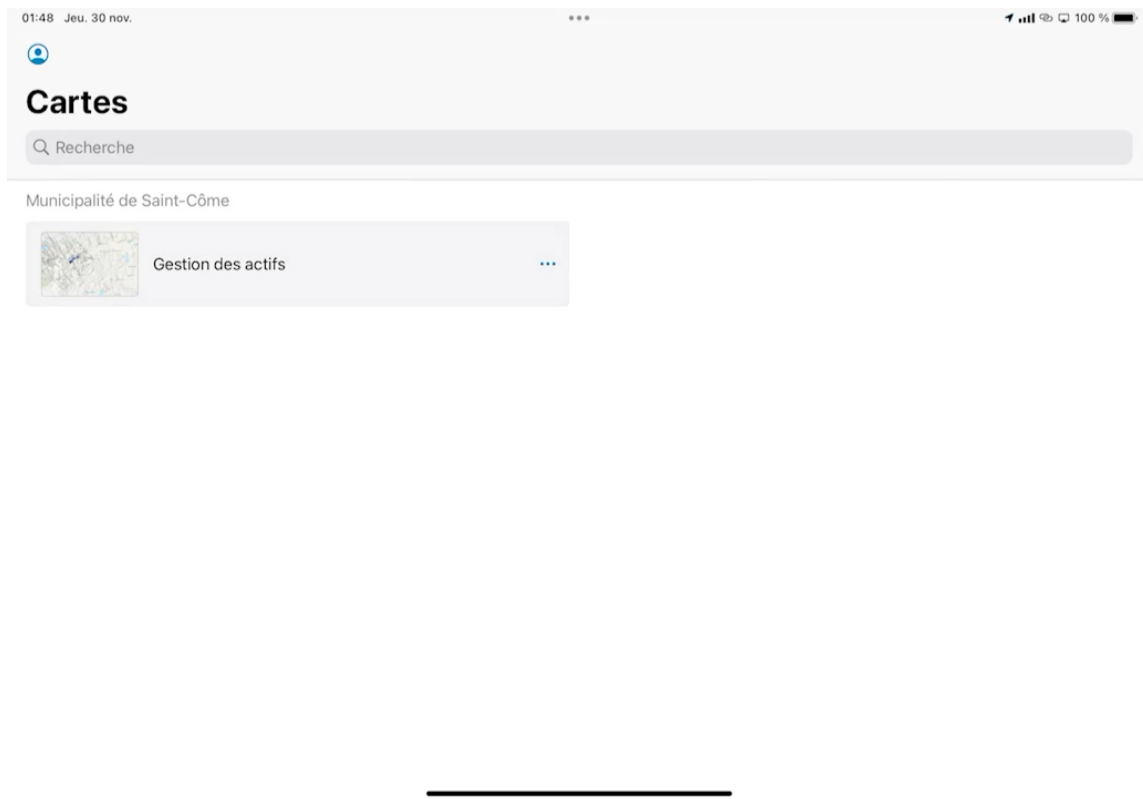 01:48 Jeu. 30 nov.
100 %
Cartes
Recherche
Municipalité de Saint-Côme
Gestion des actifs